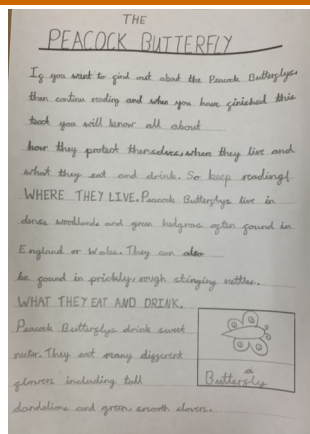 THE
PEACOCK BUTTERFLY
If you want to find out about the Peacock Butterflys
then continue reading and when you have finished this
text you will know all about
how they protect themselves, where they live and
what they eat and drink. So keep reading!
WHERE THEY LIVE. Peacock Butterflys live in
dense woodlands and green hedgrows often found in
England or Wales. They can also
be found in prickly, rough stinging nettles.
WHAT THEY EAT AND DRINK.
Peacock Butterflys drink sweet
nectar. They eat many different
flowers including tall
dandelions and green, smooth clovers.
a
Butterfly